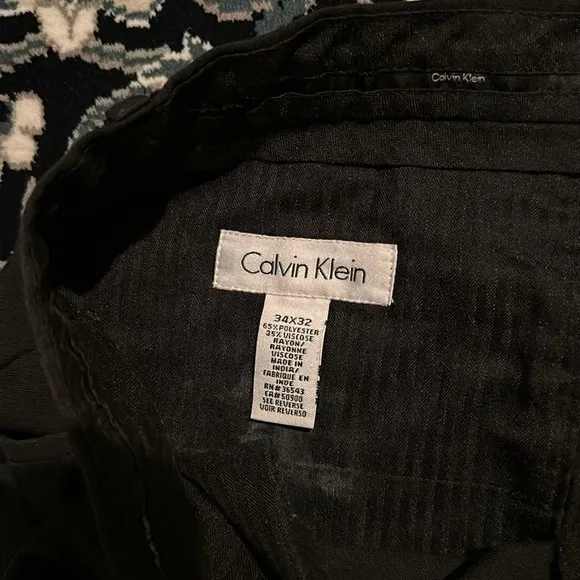 Calvin Klein
Calvin Klein
34X32
65% POLYESTER
35% VISCOSE
RAYON/
RAYONNE
VISCOSE
MADE IN
INDIA/
FABRIQUE EN
INDE
RN# 36543
CA# 50900
SEE REVERSE
VOIR REVERSO